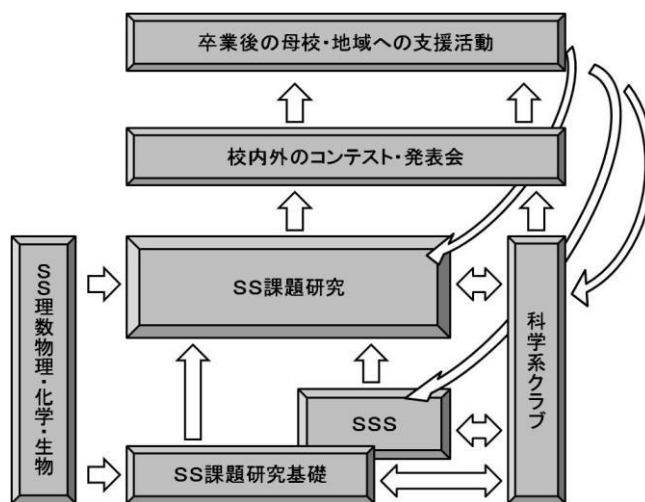 卒業後の母校・地域への支援活動
校内外のコンテスト・発表会
SS理数物理・化学・生物
SS課題研究
科学系クラブ
SSS
SS課題研究基礎